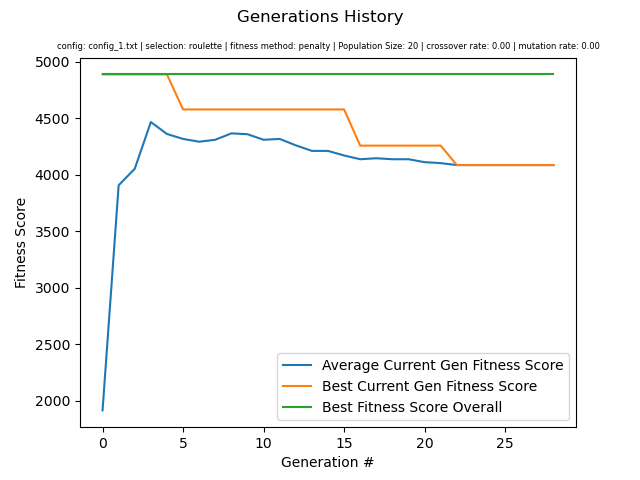 Generations History
config: config_1.txt | selection: roulette | fitness method: penalty | Population Size: 20 | crossover rate: 0.00 | mutation rate: 0.00
5000
4500
4000
3500
3000
2500
2000
Fitness Score
Average Current Gen Fitness Score
Best Current Gen Fitness Score
Best Fitness Score Overall
0 5 10 15 20 25
Generation #